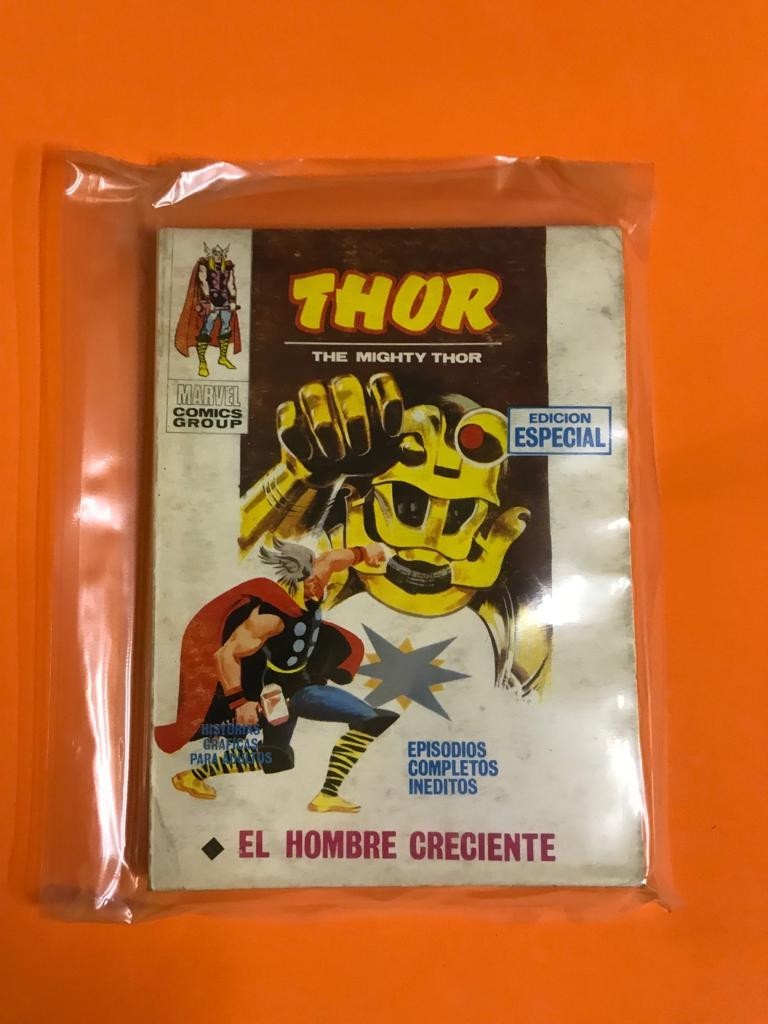 THOR
THE MIGHTY THOR
MARVEL
COMICS
GROUP
EDICION
ESPECIAL
HISTORIAS
GRAFICAS
PARA ADULTOS
EPISODIOS
COMPLETOS
INEDITOS
EL HOMBRE CRECIENTE